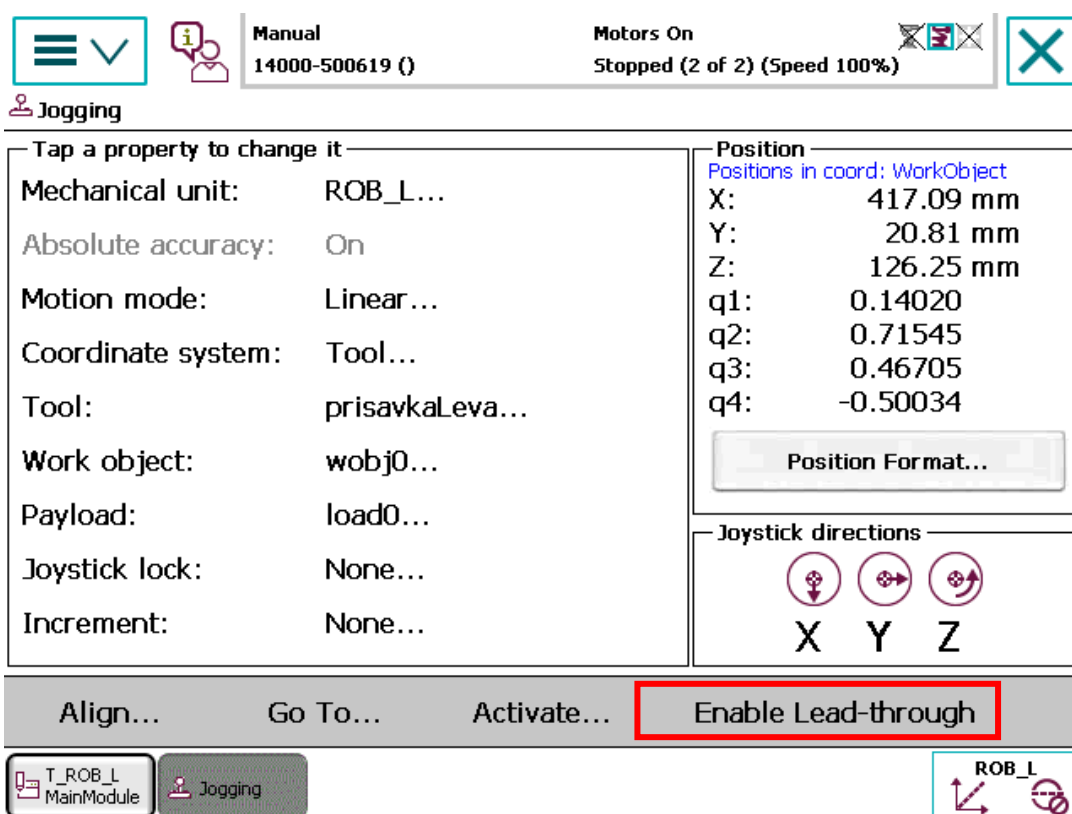 Manual
14000-500619 ()
Motors On
Stopped (2 of 2) (Speed 100%)
Jogging
Tap a property to change it
Mechanical unit: ROB_L...
Absolute accuracy: On
Motion mode: Linear...
Coordinate system: Tool...
Tool: prisavkaLeva...
Work object: wobj0...
Payload: load0...
Joystick lock: None...
Increment: None...
Position
Positions in coord: WorkObject
X: 417.09 mm
Y: 20.81 mm
Z: 126.25 mm
q1: 0.14020
q2: 0.71545
q3: 0.46705
q4: -0.50034
Position Format...
Joystick directions
X Y Z
Align... Go To... Activate... Enable Lead-through
T_ROB_L
MainModule
Jogging
ROB_L